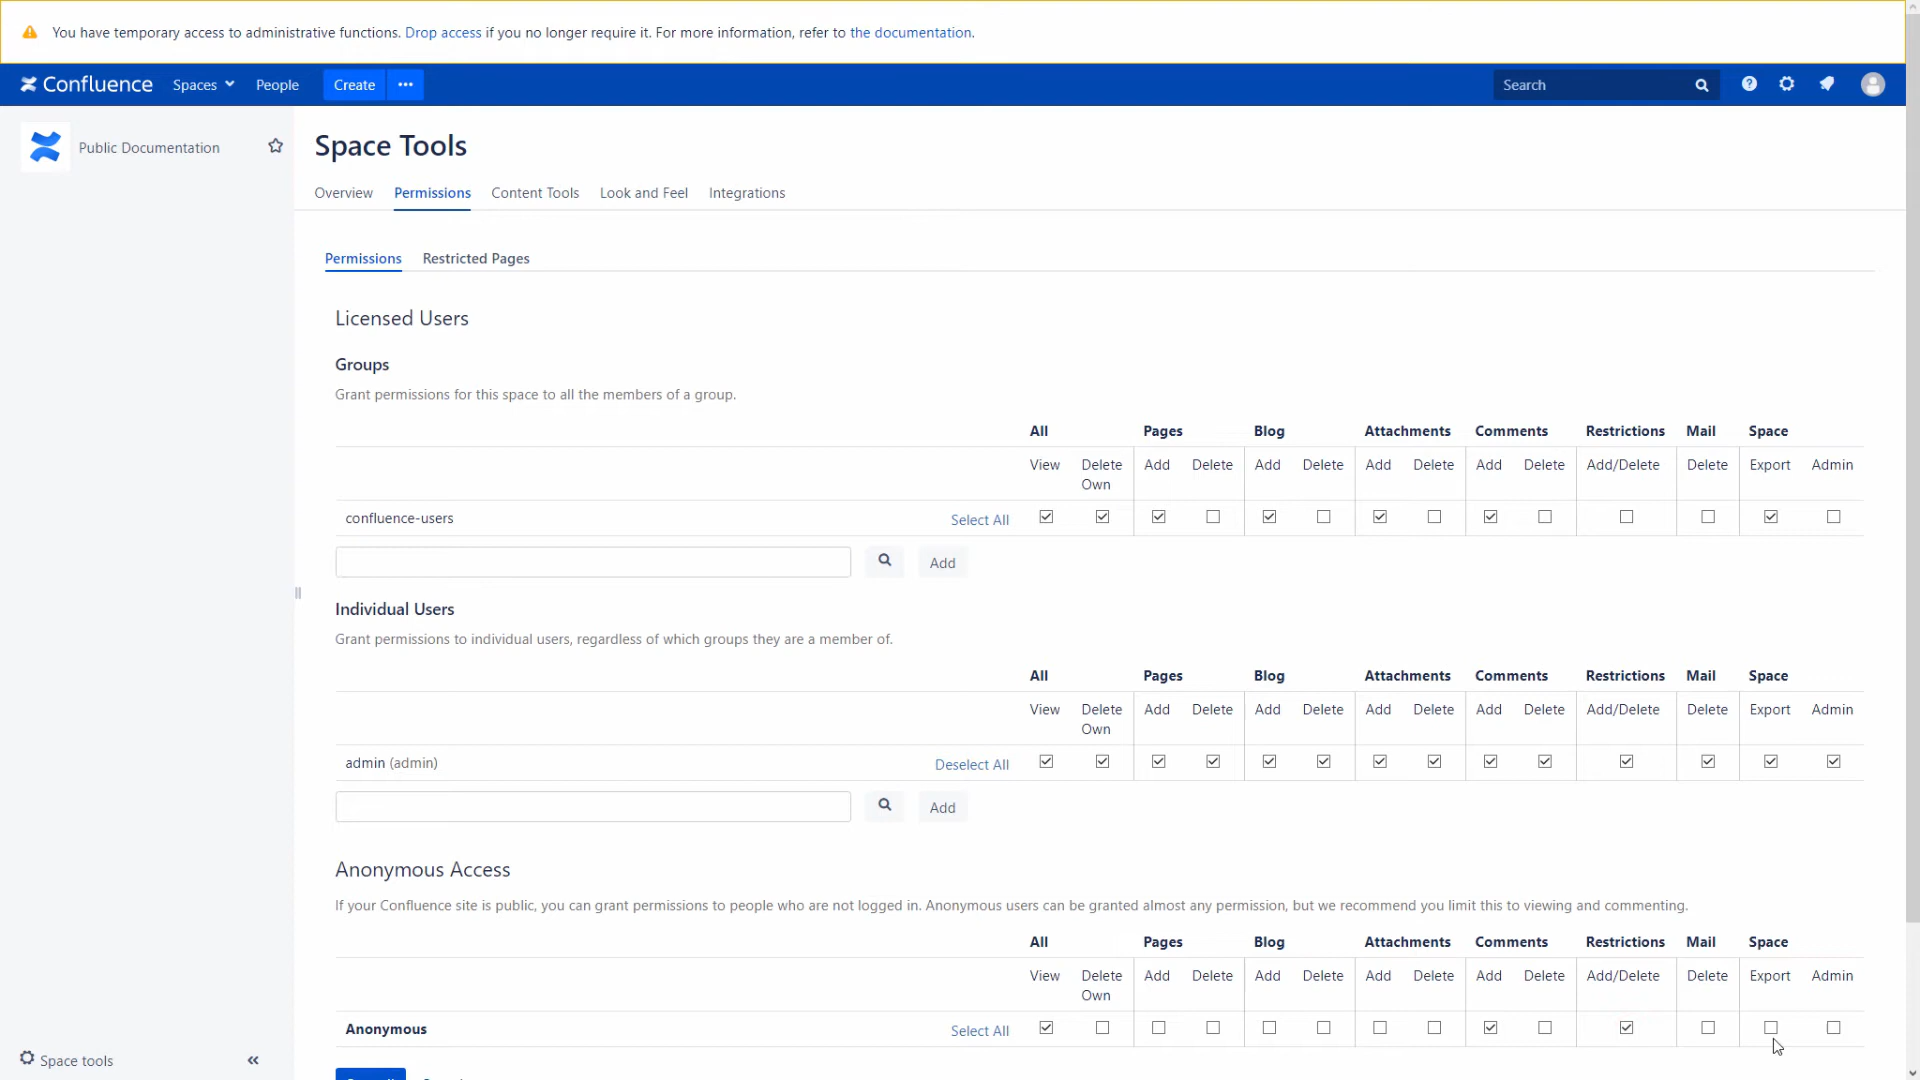 You have temporary access to administrative functions. Drop access if you no longer require it. For more information, refer to the documentation.
Confluence Spaces People Create Search
Public Documentation
Space Tools
Overview Permissions Content Tools Look and Feel Integrations
Permissions Restricted Pages
Licensed Users
Groups
Grant permissions for this space to all the members of a group.
All Pages Blog Attachments Comments Restrictions Mail Space
View Delete Own Add Delete Add Delete Add Delete Add Delete Add/Delete Delete Export Admin
confluence-users Select All
Add
Individual Users
Grant permissions to individual users, regardless of which groups they are a member of.
All Pages Blog Attachments Comments Restrictions Mail Space
View Delete Own Add Delete Add Delete Add Delete Add Delete Add/Delete Delete Export Admin
admin (admin) Deselect All
Add
Anonymous Access
If your Confluence site is public, you can grant permissions to people who are not logged in. Anonymous users can be granted almost any permission, but we recommend you limit this to viewing and commenting.
All Pages Blog Attachments Comments Restrictions Mail Space
View Delete Own Add Delete Add Delete Add Delete Add Delete Add/Delete Delete Export Admin
Anonymous Select All
Space tools